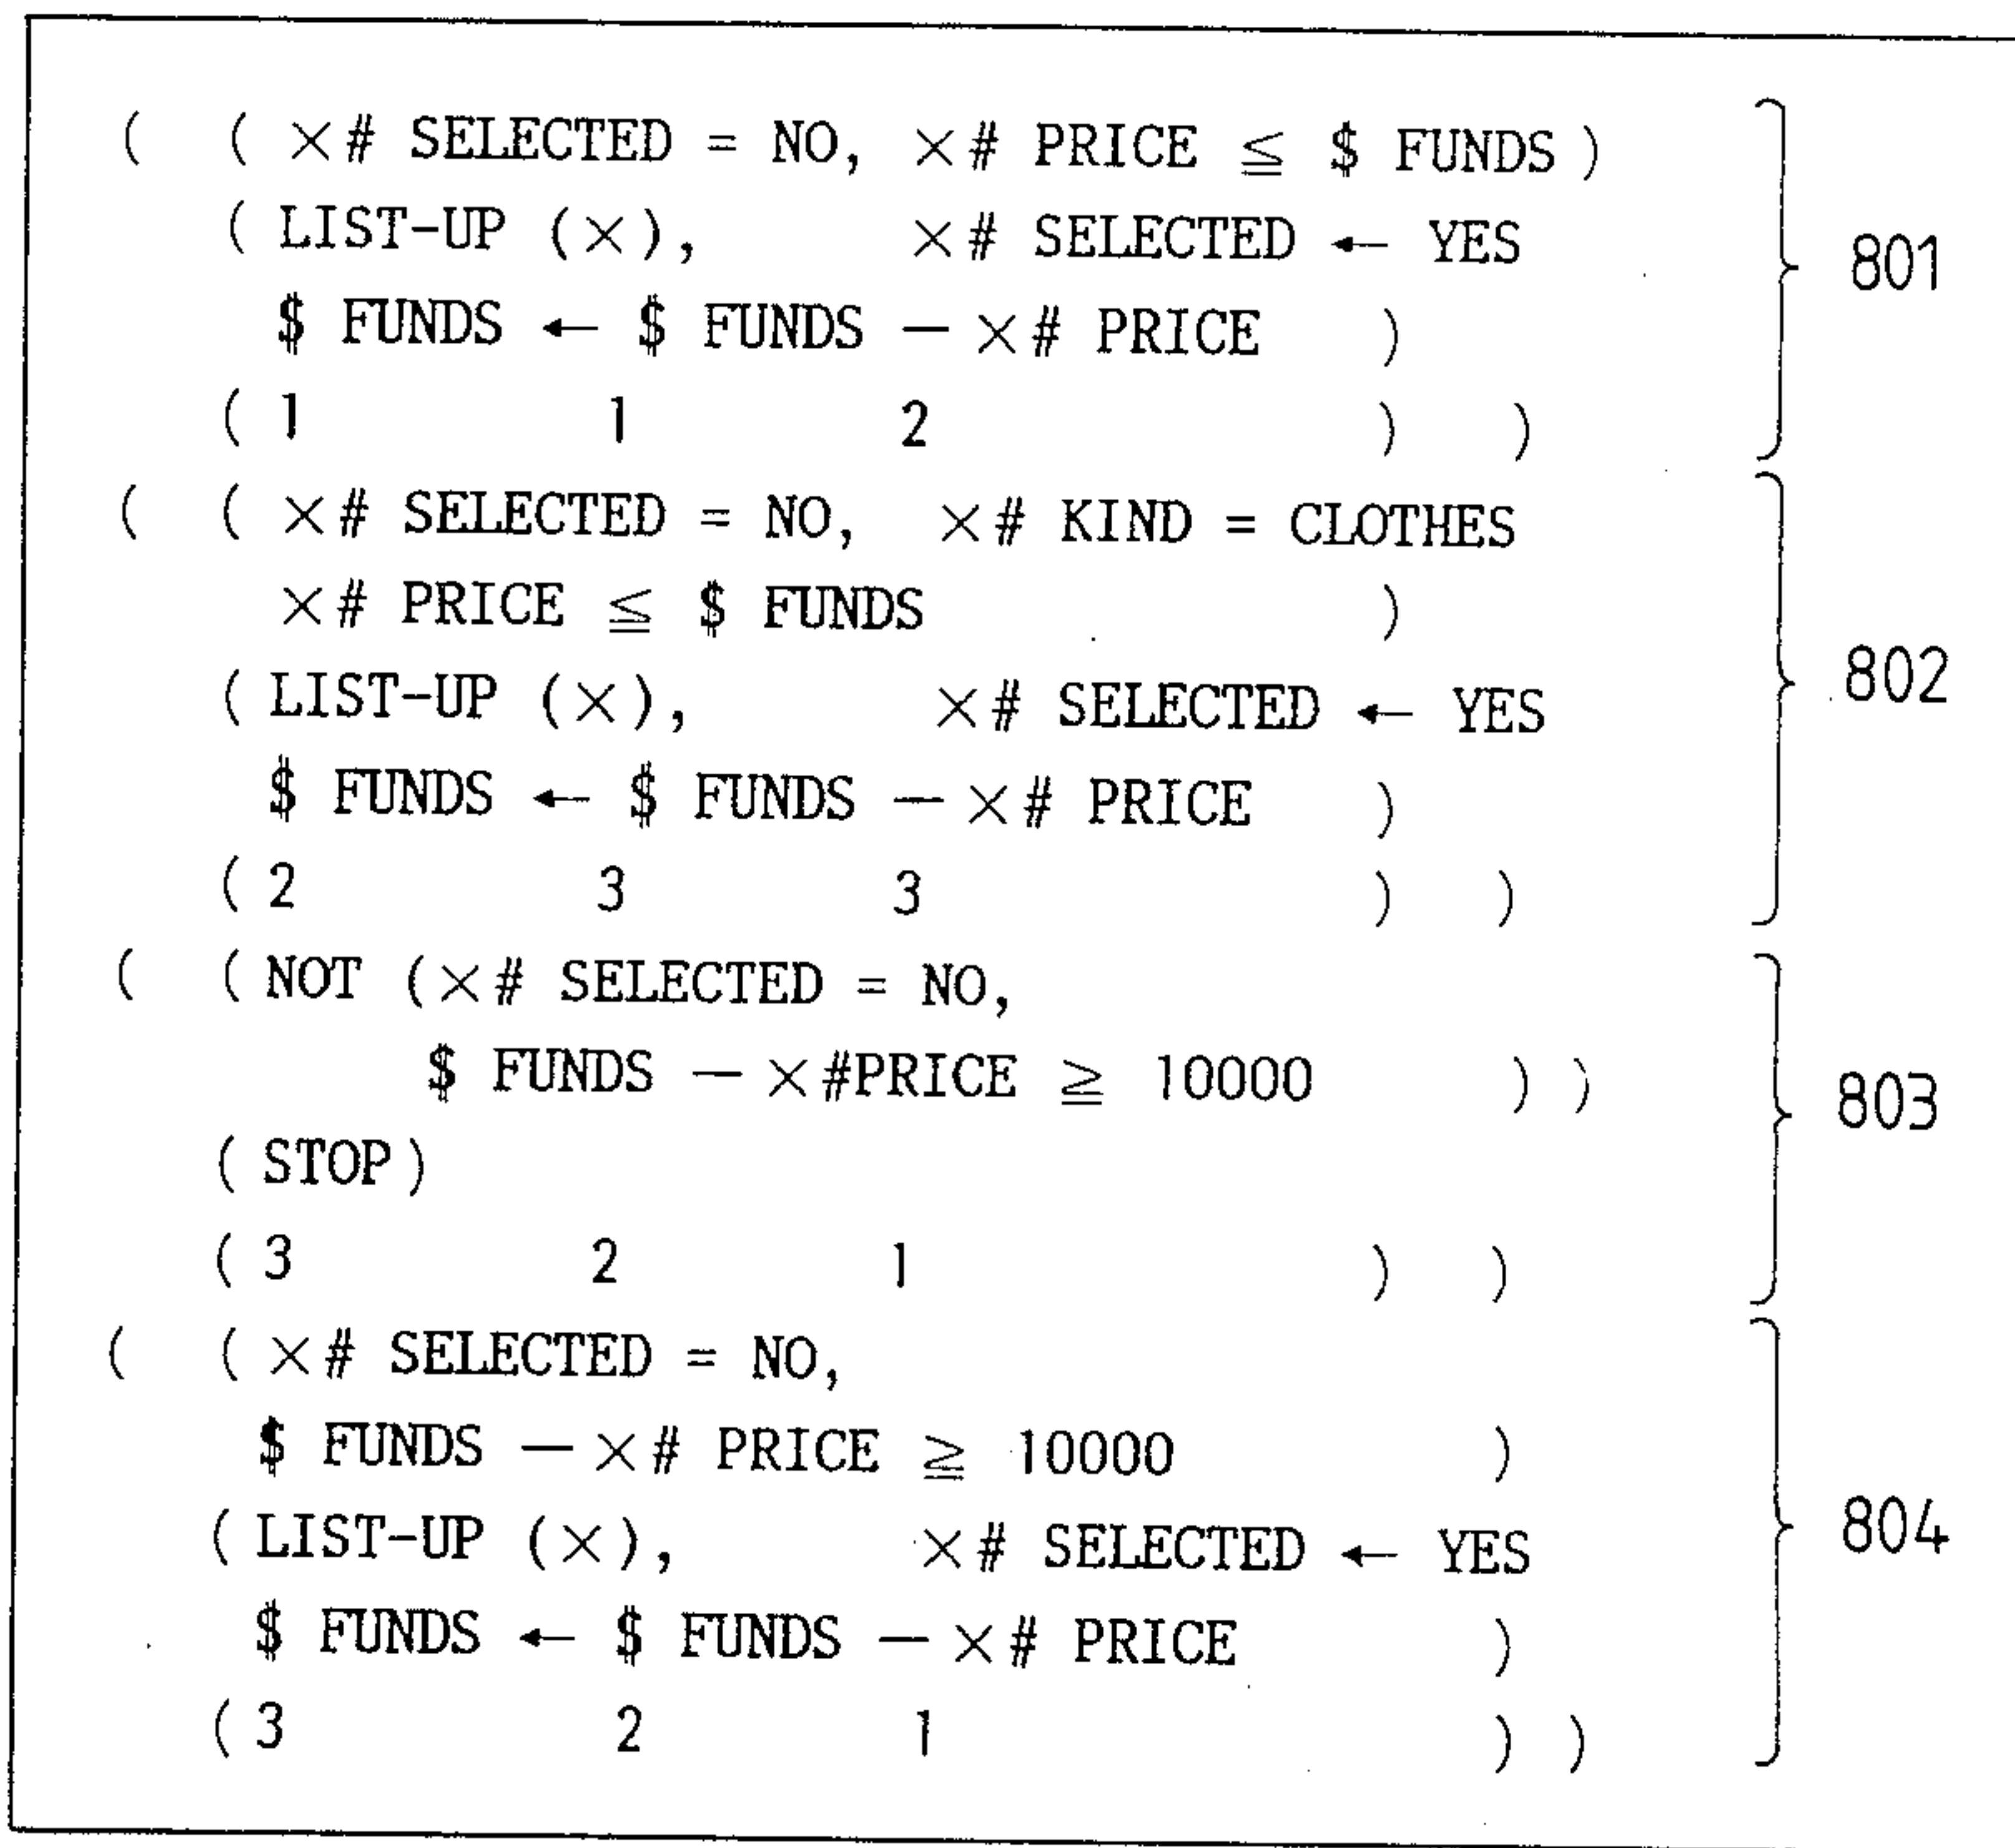 ( ( ×# SELECTED = NO, ×# PRICE ≦ $ FUNDS )
( LIST-UP (×), ×# SELECTED ← YES
$ FUNDS ← $ FUNDS — ×# PRICE )
( 1 1 2 ) )
801
( ( ×# SELECTED = NO, ×# KIND = CLOTHES
×# PRICE ≦ $ FUNDS )
( LIST-UP (×), ×# SELECTED ← YES
$ FUNDS ← $ FUNDS — ×# PRICE )
( 2 3 3 ) )
802
( ( NOT (×# SELECTED = NO,
$ FUNDS — ×#PRICE ≧ 10000 ) )
( STOP )
( 3 2 1 ) )
803
( ( ×# SELECTED = NO,
$ FUNDS — ×# PRICE ≧ 10000 )
( LIST-UP (×), ×# SELECTED ← YES
$ FUNDS ← $ FUNDS — ×# PRICE )
( 3 2 1 ) )
804